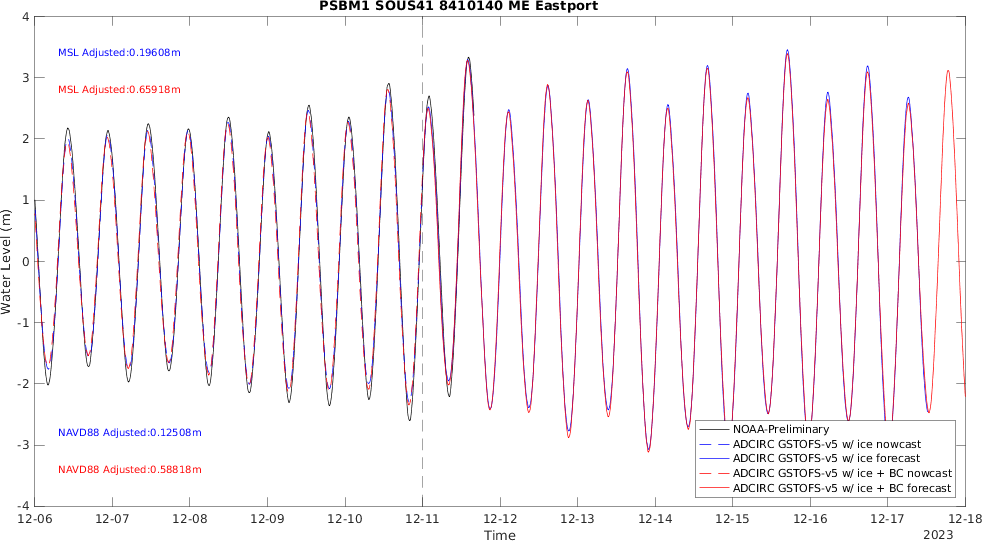 PSBM1 SOUS41 8410140 ME Eastport
4
3
2
1
0
-1
-2
-3
-4
Water Level (m)
MSL Adjusted:0.19608m
MSL Adjusted:0.65918m
NAVD88 Adjusted:0.12508m
NAVD88 Adjusted:0.58818m
NOAA-Preliminary
ADCIRC GSTOFS-v5 w/ ice nowcast
ADCIRC GSTOFS-v5 w/ ice forecast
ADCIRC GSTOFS-v5 w/ ice + BC nowcast
ADCIRC GSTOFS-v5 w/ ice + BC forecast
12-06 12-07 12-08 12-09 12-10 12-11 12-12 12-13 12-14 12-15 12-16 12-17 12-18
Time
2023